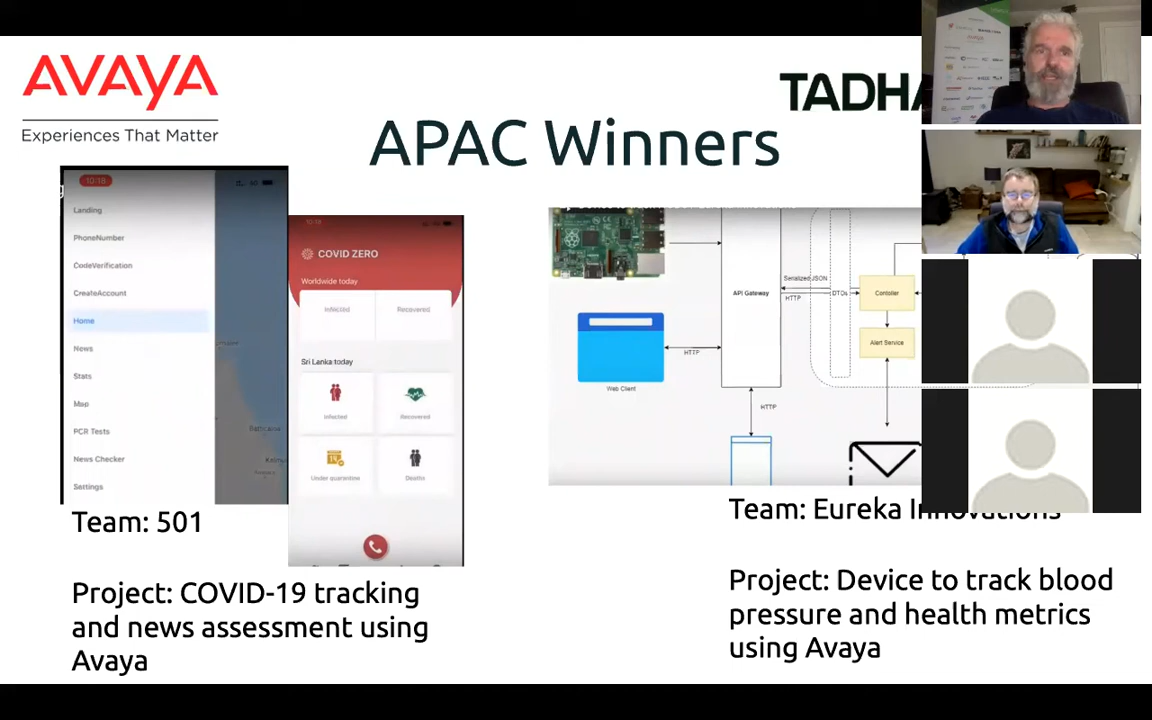 AVAYA
Experiences That Matter
TADHA
APAC Winners
10:18
Landing
PhoneNumber
CodeVerification
CreateAccount
Home
News
Stats
Map
PCR Tests
News Checker
Settings
COVID ZERO
Worldwide today
Infected
Recovered
Sri Lanka today
Infected
Recovered
Under quarantine
Deaths
Web Client
HTTP
API Gateway
Serialized JSON
HTTP
DTOs
Controller
Alert Service
HTTP
Team: 501
Project: COVID-19 tracking
and news assessment using
Avaya
Team: Eureka Innovations
Project: Device to track blood
pressure and health metrics
using Avaya